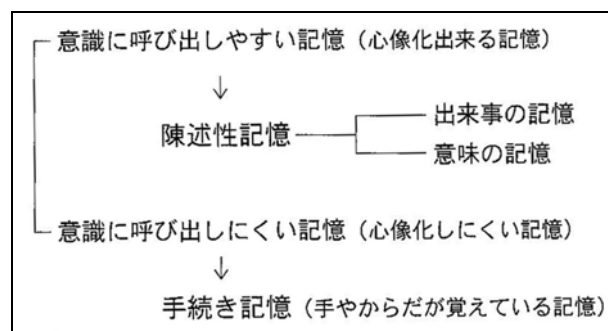 意識に呼び出しやすい記憶（心像化出来る記憶）
↓
出来事の記憶
陳述性記憶
意味の記憶
意識に呼び出しにくい記憶（心像化しにくい記憶）
↓
手続き記憶（手やからだが覚えている記憶）